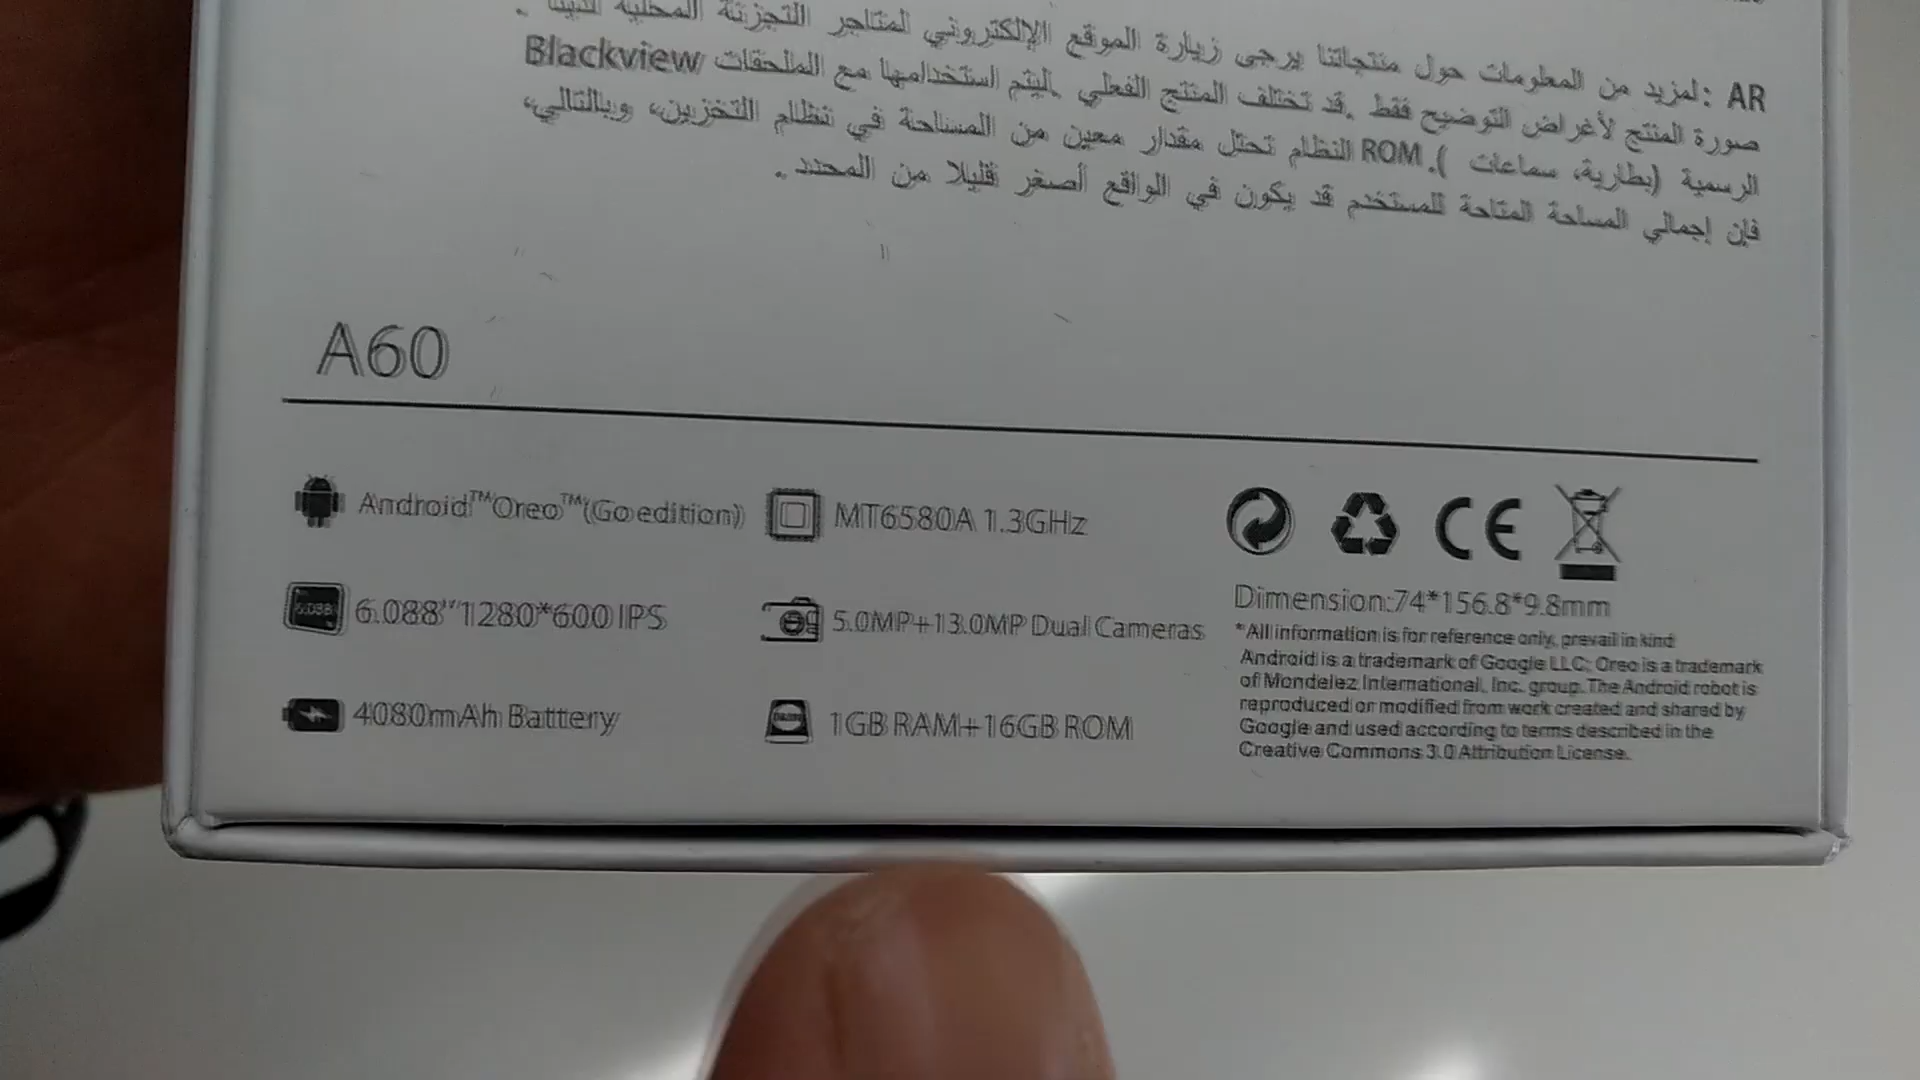 AR :لمزيد من المعلومات حول منتجاتنا يرجى زيارة الموقع الإلكتروني لمتاجر التجزئة المحلية لدينا .
صورة المنتج لأغراض التوضيح فقط .قد تختلف المنتج الفعلي .ليتم استخدامها مع الملحقات Blackview
الرسمية (بطارية، سماعات ).ROM النظام تحتل مقدار معين من المساحة في نظام التخزين، وبالتالي،
فإن إجمالي المساحة المتاحة للمستخدم قد يكون في الواقع أصغر قليلا من المحدد .
A60
Android™Oreo™(Go edition)
MT6580A 1.3GHz
6.088''1280*600 IPS
5.0MP+13.0MP Dual Cameras
4080mAh Battery
1GB RAM+16GB ROM
CE
Dimension:74*156.8*9.8mm
*All information is for reference only, prevail in kind
Android is a trademark of Google LLC; Oreo is a trademark
of Mondelez International, Inc. group. The Android robot is
reproduced or modified from work created and shared by
Google and used according to terms described in the
Creative Commons 3.0 Attribution License.